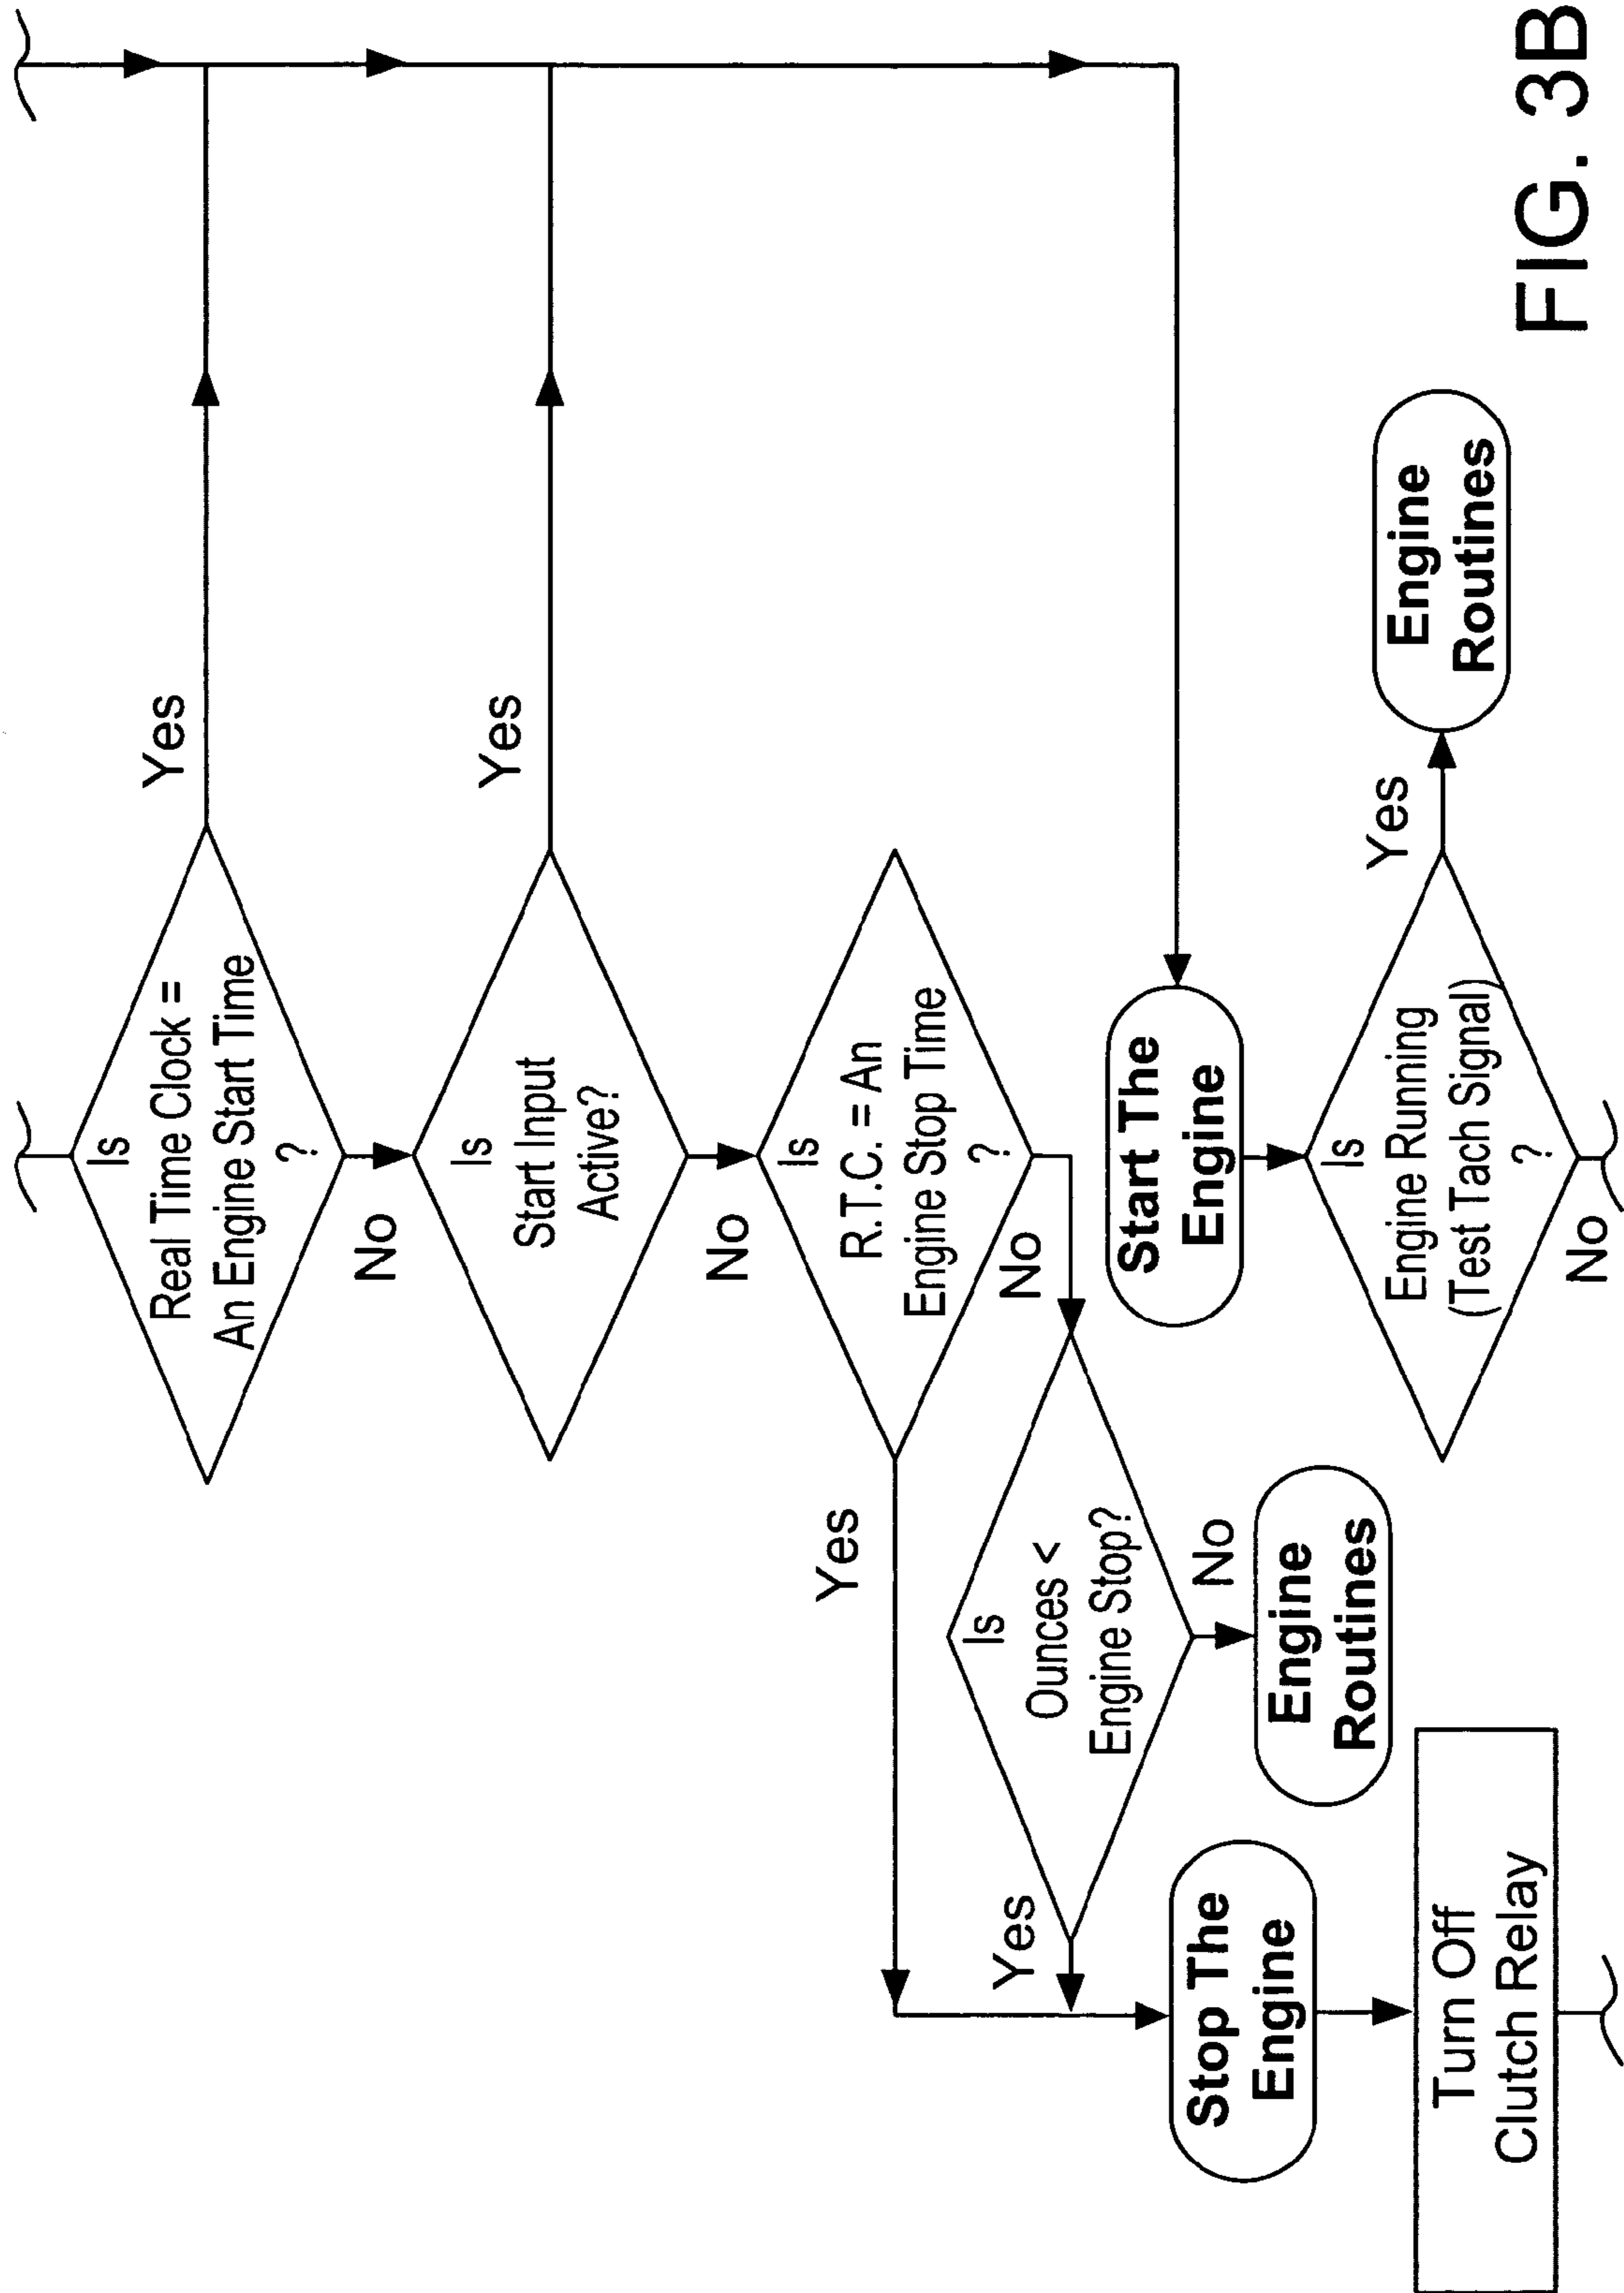 Is
Real Time Clock =
An Engine Start Time
?
Yes
No
Is
Start Input
Active?
Yes
No
Is
R.T.C. = An
Engine Stop Time
?
Yes
No
Is
Ounces <
Engine Stop?
Yes
No
Engine
Routines
Stop The
Engine
Turn Off
Clutch Relay
Start The
Engine
Is
Engine Running
(Test Tach Signal)
?
Yes
Engine
Routines
No
FIG. 3B